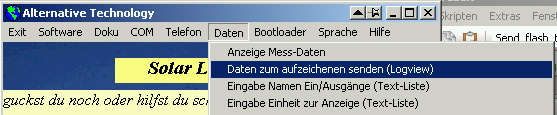 Alternative Technology
Skripten Extras Fens
Exit Software Doku COM Telefon Daten Bootloader Sprache Hilfe
Send flash t
Anzeige Mess-Daten
Solar L
Daten zum aufzeichenen senden (Logview)
Eingabe Namen Ein/Ausgänge (Text-Liste)
guckst du noch oder hilfst du sc
Eingabe Einheit zur Anzeige (Text-Liste)